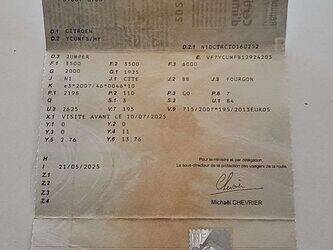 D.1 CITROEN
D.2 YCUMFS/MY D.2.1 N10CTRCT016U252
D.3 JUMPER E VF7YCUMFB12924205
F.1 3500 F.2 3500 F.3 6000
G 2000 G.1 1925
J N1 J.1 CTTE J.2 BB J.3 FOURGON
K e3*2007/46*0046*10
P.1 2198 P.2 110 P.3 GO P.6 7
Q S.1 3 S.2 U.1 84
U.2 2625 V.7 195 V.9 715/2007*195/2013EURO5
X.1 VISITE AVANT LE 10/07/2025
Y.1 0 Y.2 0
Y.3 0 Y.4 11
Y.5 2.76 Y.6 13.76
H
I 21/05/2025
Z.1
Z.2
Z.3
Z.4
Pour le ministre et par délégation,
Le sous-directeur de la protection des usagers de la route
Michaël CHEVRIER